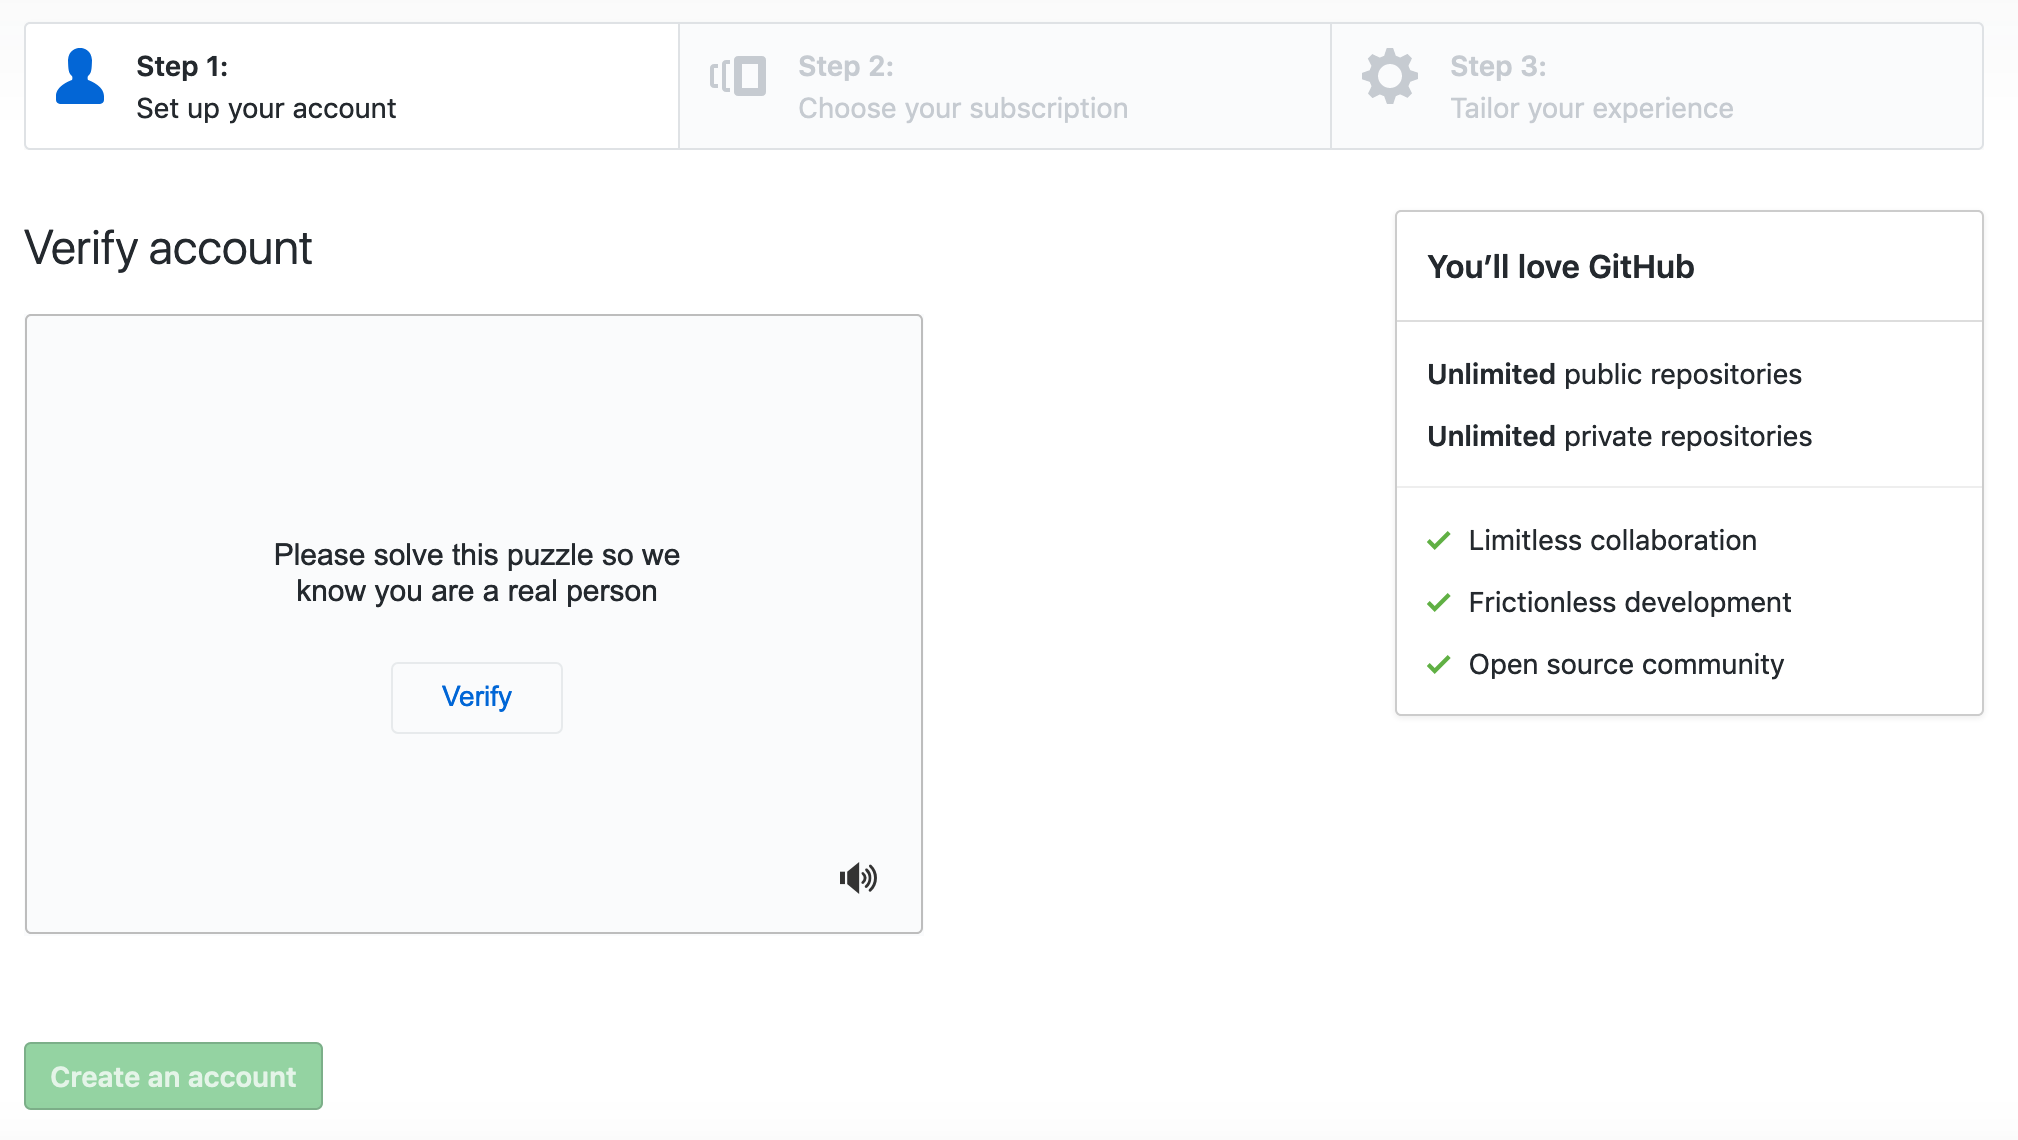 Step 1:
Set up your account
Step 2:
Choose your subscription
Step 3:
Tailor your experience
Verify account
Please solve this puzzle so we
know you are a real person
Verify
Create an account
You’ll love GitHub
Unlimited public repositories
Unlimited private repositories
Limitless collaboration
Frictionless development
Open source community